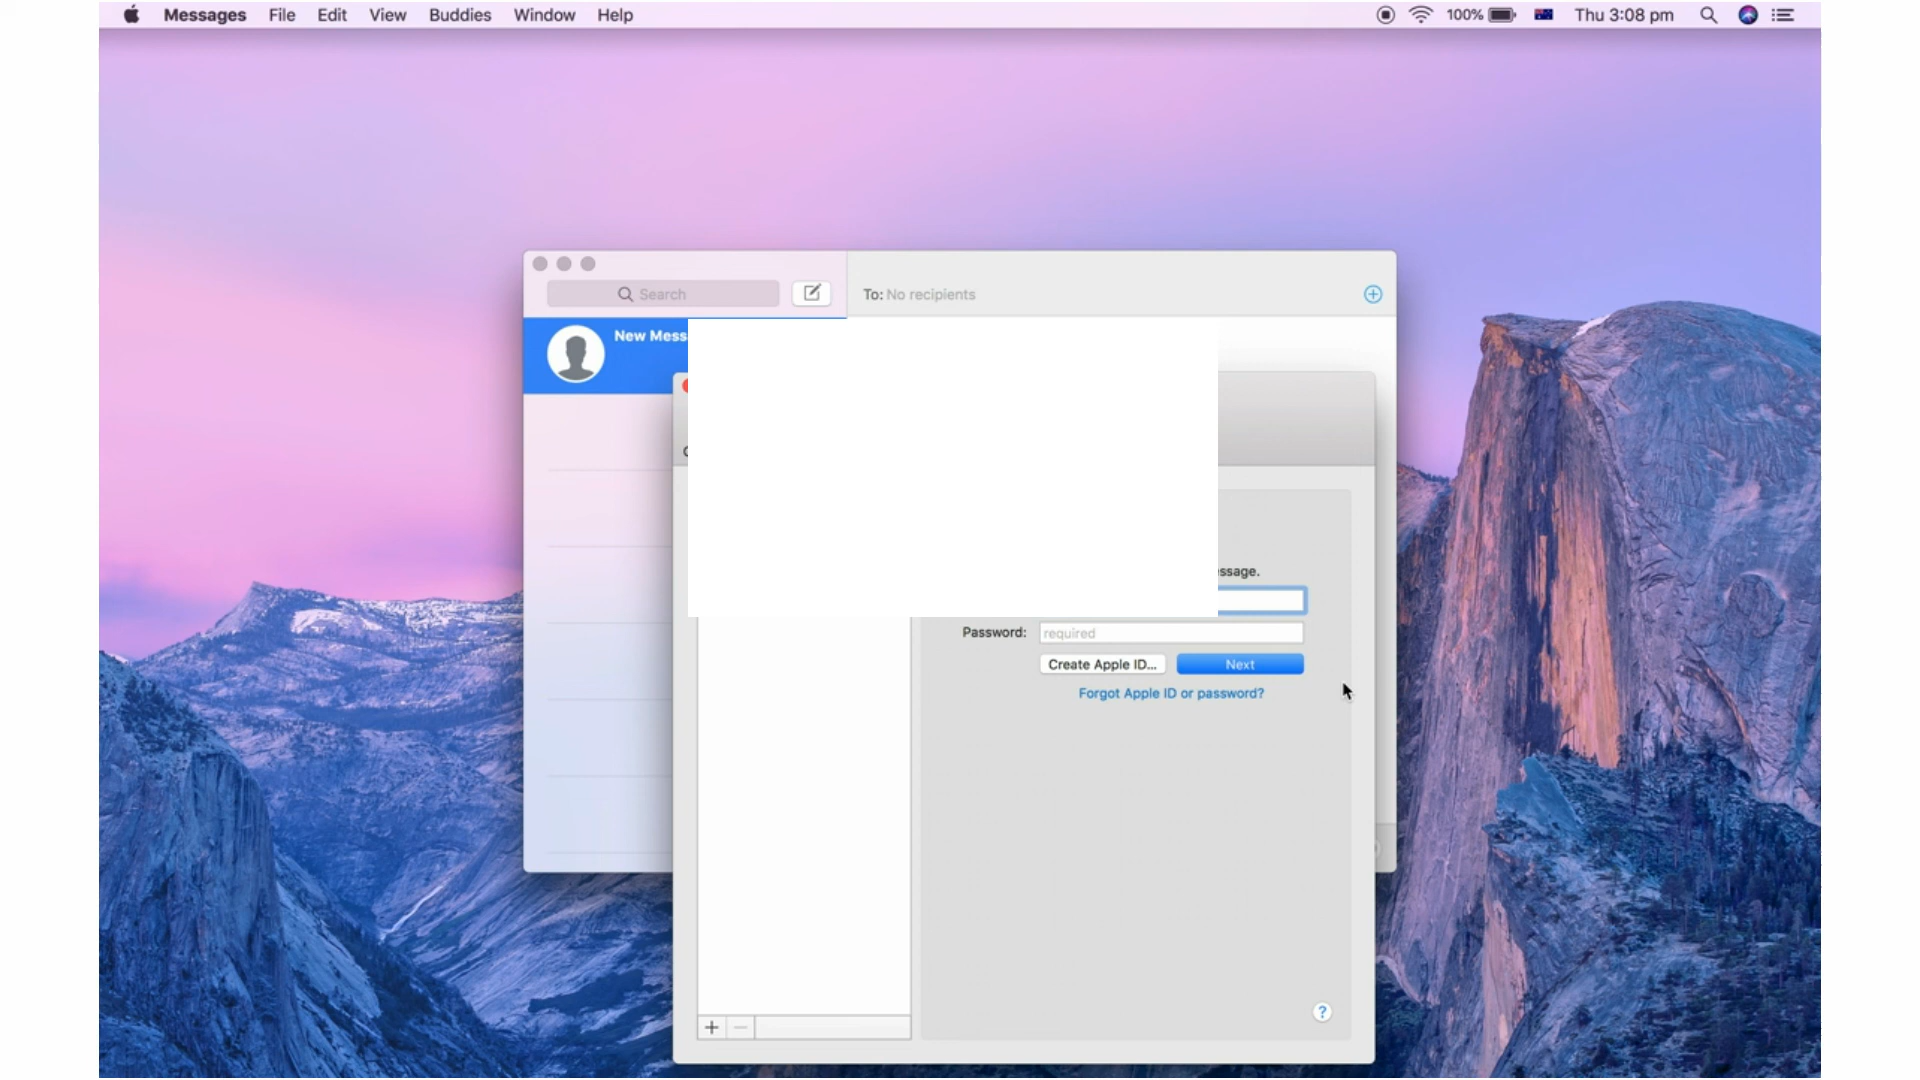 Messages File Edit View Buddies Window Help 100% Thu 3:08 pm
Search
To: No recipients
New Mess
ssage.
Password: required
Create Apple ID... Next
Forgot Apple ID or password?
?